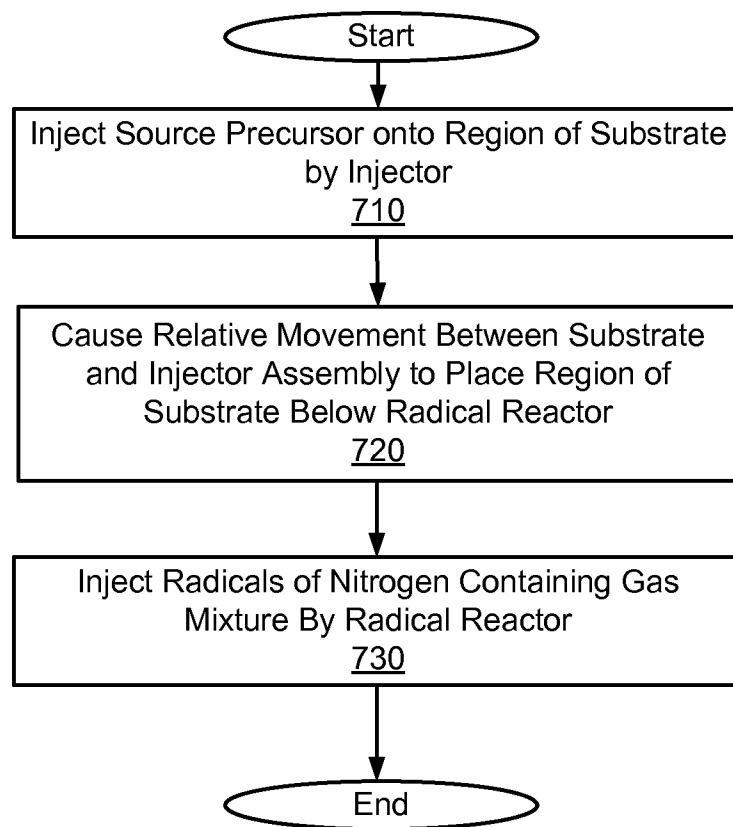 Start
Inject Source Precursor onto Region of Substrate
by Injector
710
Cause Relative Movement Between Substrate
and Injector Assembly to Place Region of
Substrate Below Radical Reactor
720
Inject Radicals of Nitrogen Containing Gas
Mixture By Radical Reactor
730
End